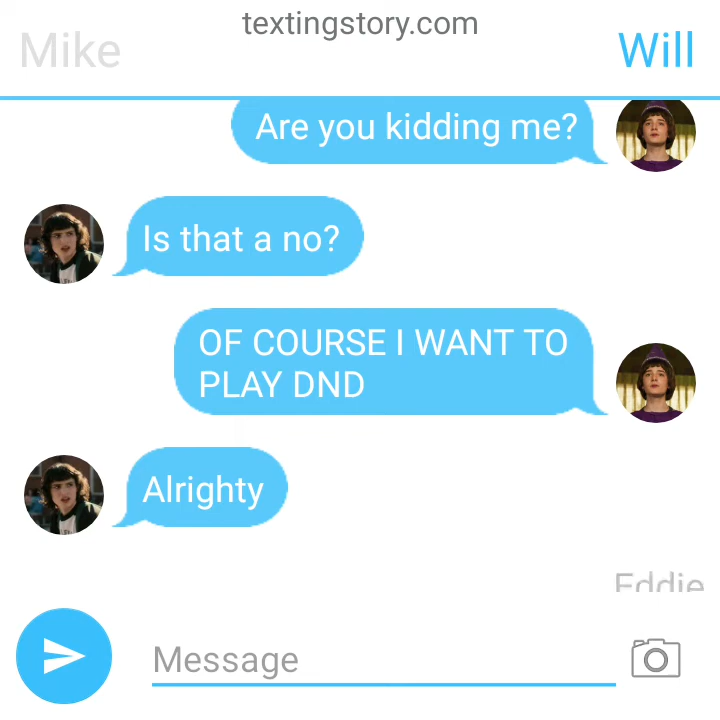 textingstory.com
Mike
Will
Are you kidding me?
Is that a no?
OF COURSE I WANT TO
PLAY DND
Alrighty
Eddie
Message